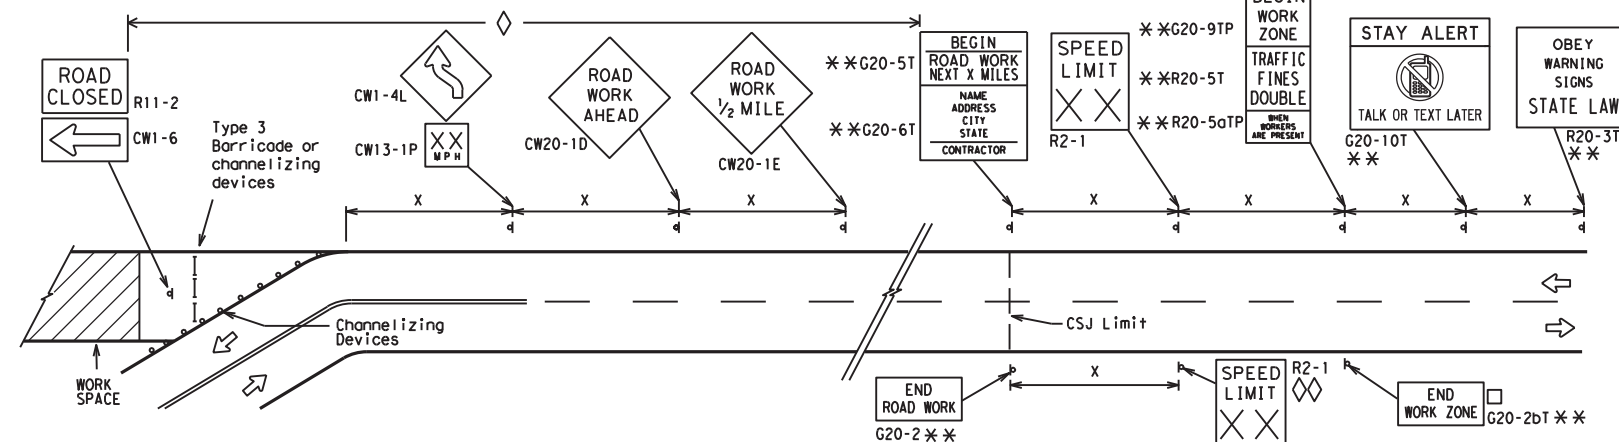 ROAD
CLOSED
R11-2
CW1-6
Type 3
Barricade or
channelizing
devices
CW1-4L
XX
MPH
CW13-1P
ROAD
WORK
AHEAD
CW20-1D
ROAD
WORK
1/2 MILE
CW20-1E
**G20-5T
BEGIN
ROAD WORK
NEXT X MILES
**G20-6T
NAME
ADDRESS
CITY
STATE
CONTRACTOR
SPEED
LIMIT
XX
R2-1
**G20-9TP
BEGIN
WORK
ZONE
**R20-5T
TRAFFIC
FINES
DOUBLE
**R20-5aTP
WHEN
WORKERS
ARE PRESENT
STAY ALERT
TALK OR TEXT LATER
G20-10T
**
OBEY
WARNING
SIGNS
STATE LAW
R20-3T
**
X
X
X
X
X
X
X
Channelizing
Devices
CSJ Limit
WORK
SPACE
END
ROAD WORK
G20-2 **
X
SPEED
LIMIT
XX
R2-1
END
WORK ZONE
G20-2bT **